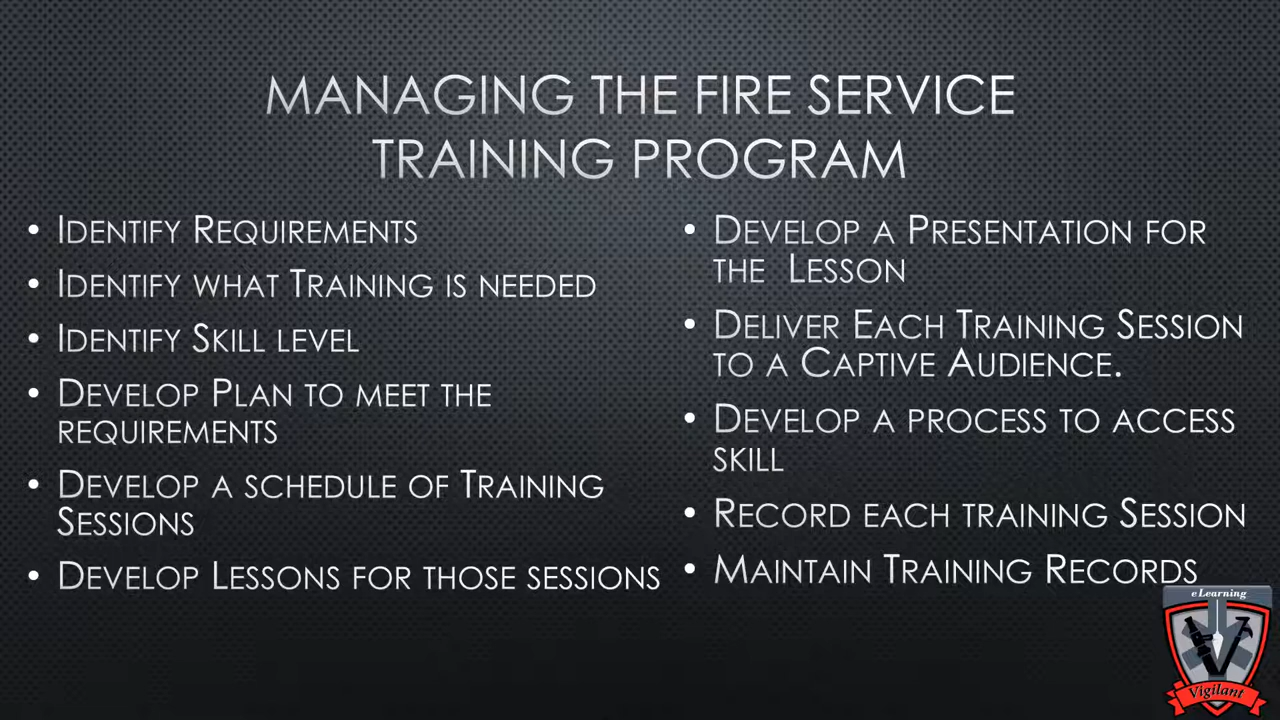 MANAGING THE FIRE SERVICE
TRAINING PROGRAM
• IDENTIFY REQUIREMENTS
• IDENTIFY WHAT TRAINING IS NEEDED
• IDENTIFY SKILL LEVEL
• DEVELOP PLAN TO MEET THE
REQUIREMENTS
• DEVELOP A SCHEDULE OF TRAINING
SESSIONS
• DEVELOP LESSONS FOR THOSE SESSIONS
• DEVELOP A PRESENTATION FOR
THE LESSON
• DELIVER EACH TRAINING SESSION
TO A CAPTIVE AUDIENCE.
• DEVELOP A PROCESS TO ACCESS
SKILL
• RECORD EACH TRAINING SESSION
• MAINTAIN TRAINING RECORDS
e Learning
Vigilant